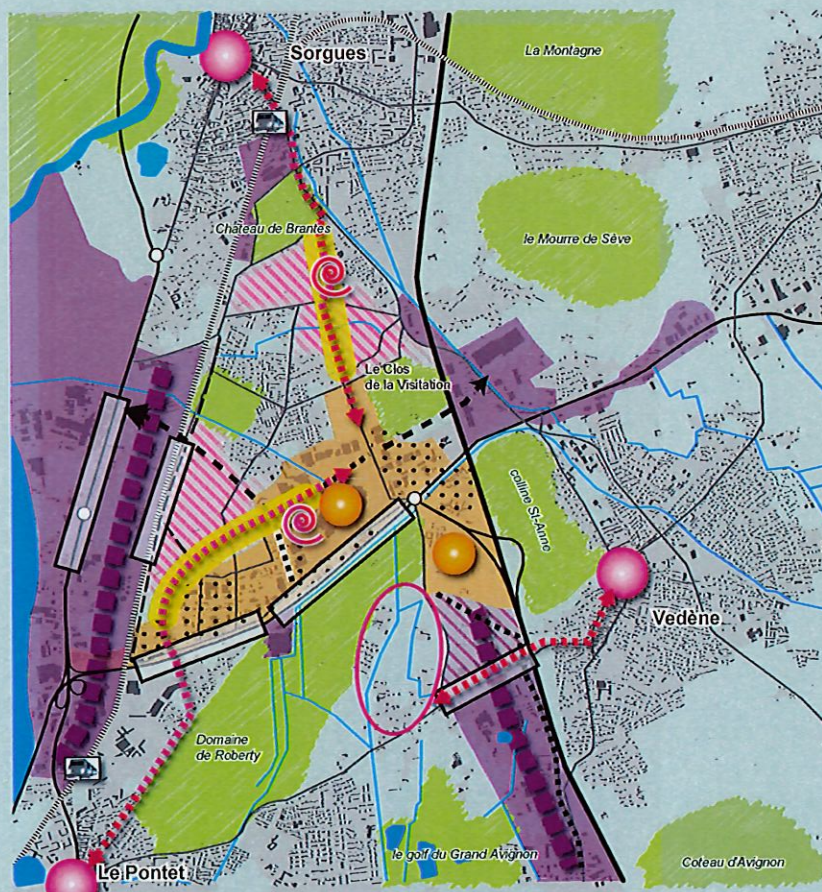 Sorgues
La Montagne
Château de Brantes
le Mourre de Sève
Le Clos
de la Visitation
colline St-Anne
Vedène
Domaine
de Roberty
le golf du Grand Avignon
Coteau d'Avignon
Le Pontet